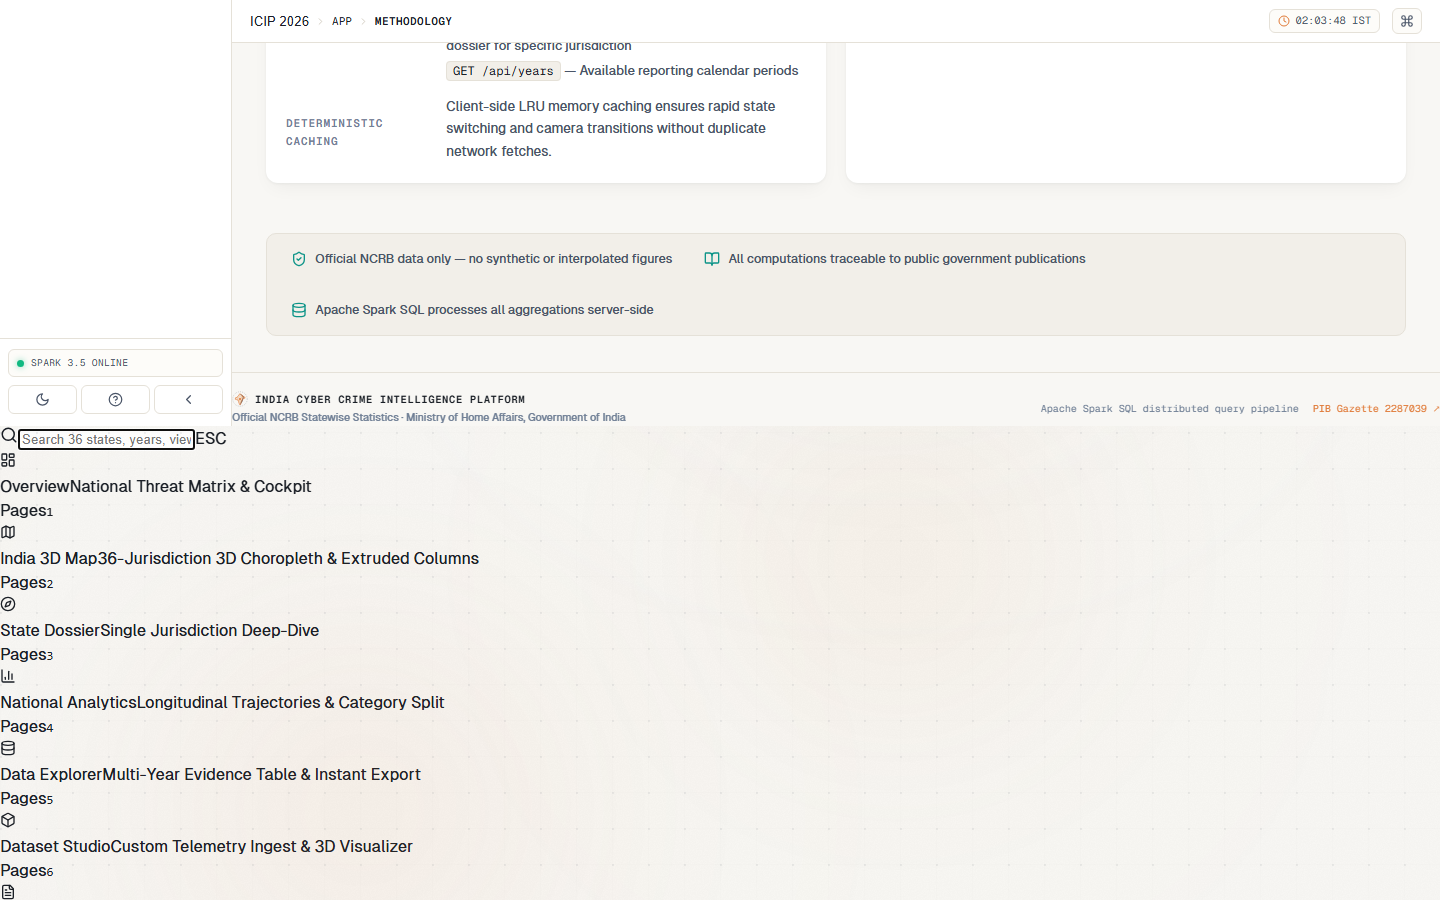 ICIP 2026 › APP › METHODOLOGY
02:03:48 IST
⌘
dossier for specific jurisdiction
GET /api/years — Available reporting calendar periods
DETERMINISTIC
CACHING
Client-side LRU memory caching ensures rapid state
switching and camera transitions without duplicate
network fetches.
Official NCRB data only — no synthetic or interpolated figures
All computations traceable to public government publications
Apache Spark SQL processes all aggregations server-side
SPARK 3.5 ONLINE
INDIA CYBER CRIME INTELLIGENCE PLATFORM
Official NCRB Statewise Statistics · Ministry of Home Affairs, Government of India
Apache Spark SQL distributed query pipeline
PIB Gazette 2287039 ↗
Search 36 states, years, view ESC
OverviewNational Threat Matrix & Cockpit
Pages1
India 3D Map36-Jurisdiction 3D Choropleth & Extruded Columns
Pages2
State DossierSingle Jurisdiction Deep-Dive
Pages3
National AnalyticsLongitudinal Trajectories & Category Split
Pages4
Data ExplorerMulti-Year Evidence Table & Instant Export
Pages5
Dataset StudioCustom Telemetry Ingest & 3D Visualizer
Pages6